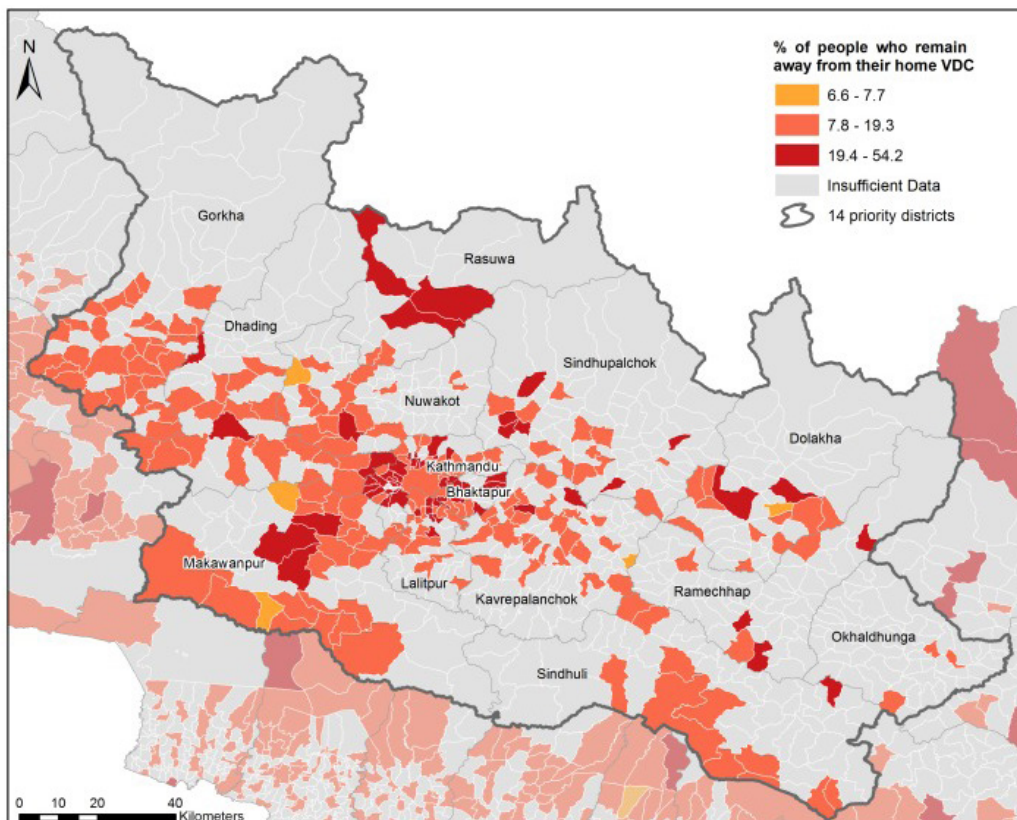 N
% of people who remain
away from their home VDC
6.6 - 7.7
7.8 - 19.3
19.4 - 54.2
Insufficient Data
14 priority districts
Gorkha
Rasuwa
Dhading
Sindhupalchok
Nuwakot
Dolakha
Kathmandu
Bhaktapur
Makawanpur
Lalitpur
Kavrepalanchok
Ramechhap
Okhaldhunga
Sindhuli
0 10 20 40
Kilometers